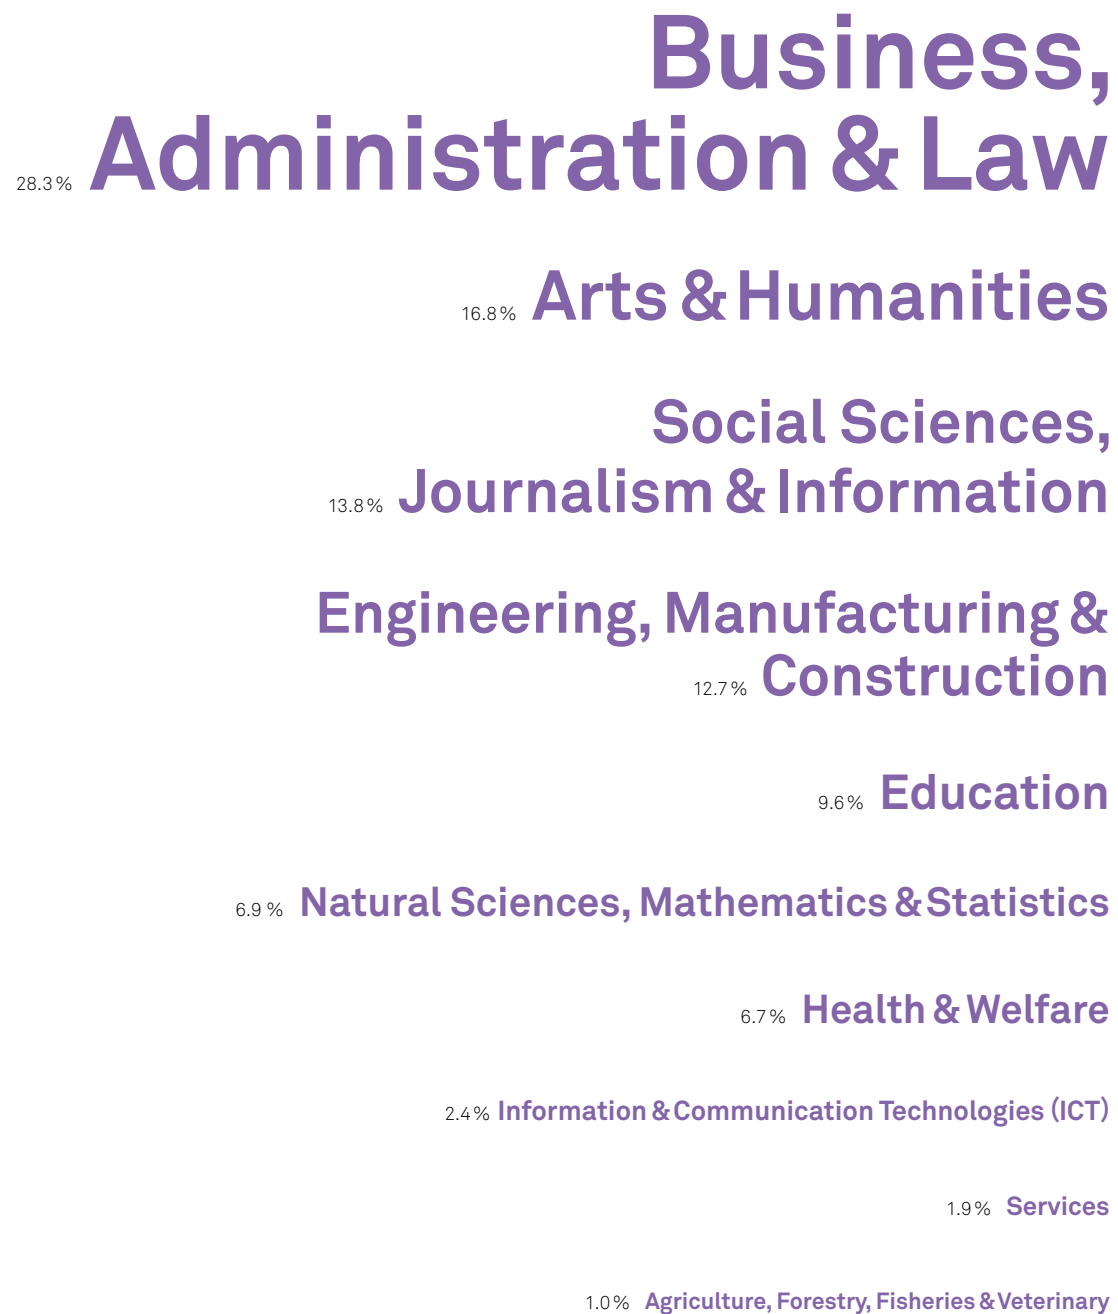 Business,
28.3% Administration & Law
16.8% Arts & Humanities
Social Sciences,
13.8% Journalism & Information
Engineering, Manufacturing &
12.7% Construction
9.6% Education
6.9% Natural Sciences, Mathematics & Statistics
6.7% Health & Welfare
2.4% Information & Communication Technologies (ICT)
1.9% Services
1.0% Agriculture, Forestry, Fisheries & Veterinary